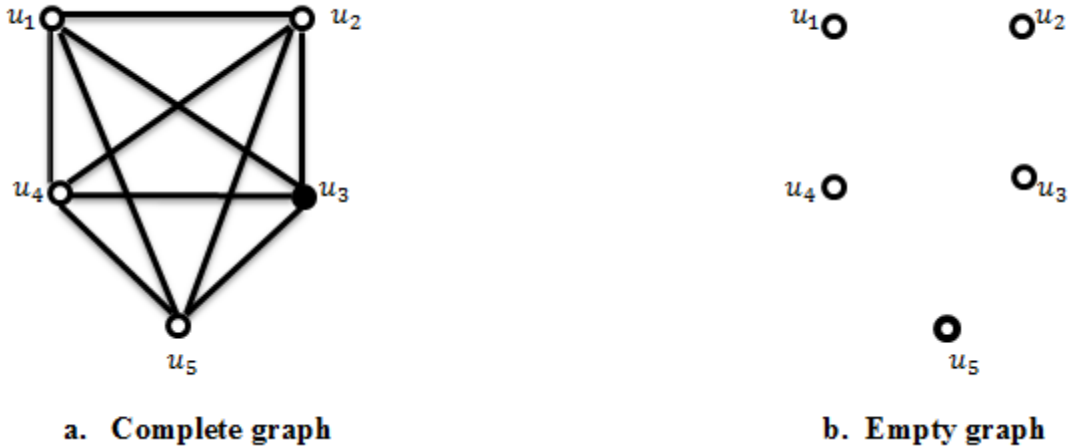 u₁ u₂ u₁ u₂
u₄ u₃ u₄ u₃
u₅ u₅
a. Complete graph b. Empty graph